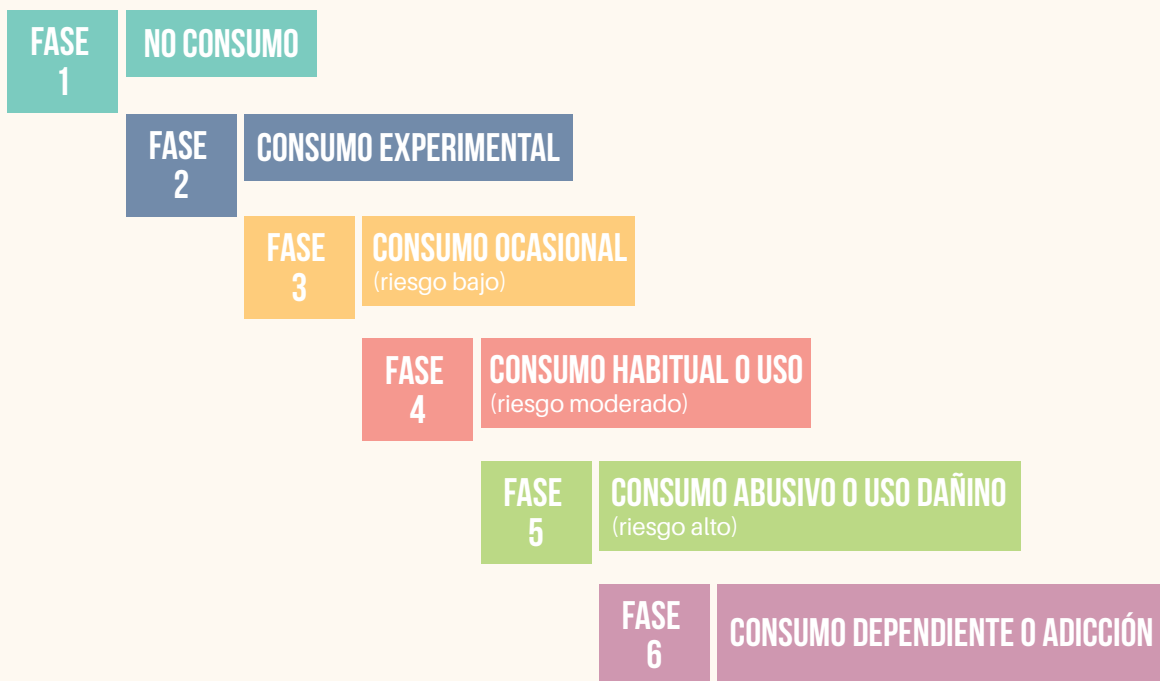 FASE
1
NO CONSUMO
FASE
2
CONSUMO EXPERIMENTAL
FASE
3
CONSUMO OCASIONAL
(riesgo bajo)
FASE
4
CONSUMO HABITUAL O USO
(riesgo moderado)
FASE
5
CONSUMO ABUSIVO O USO DAÑINO
(riesgo alto)
FASE
6
CONSUMO DEPENDIENTE O ADICCIÓN